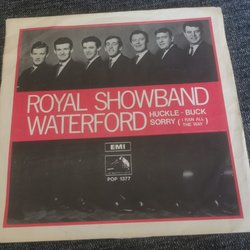 ROYAL SHOWBAND
WATERFORD
HUCKLE - BUCK
SORRY ( I RAN ALL
THE WAY )
EMI
POP 1377